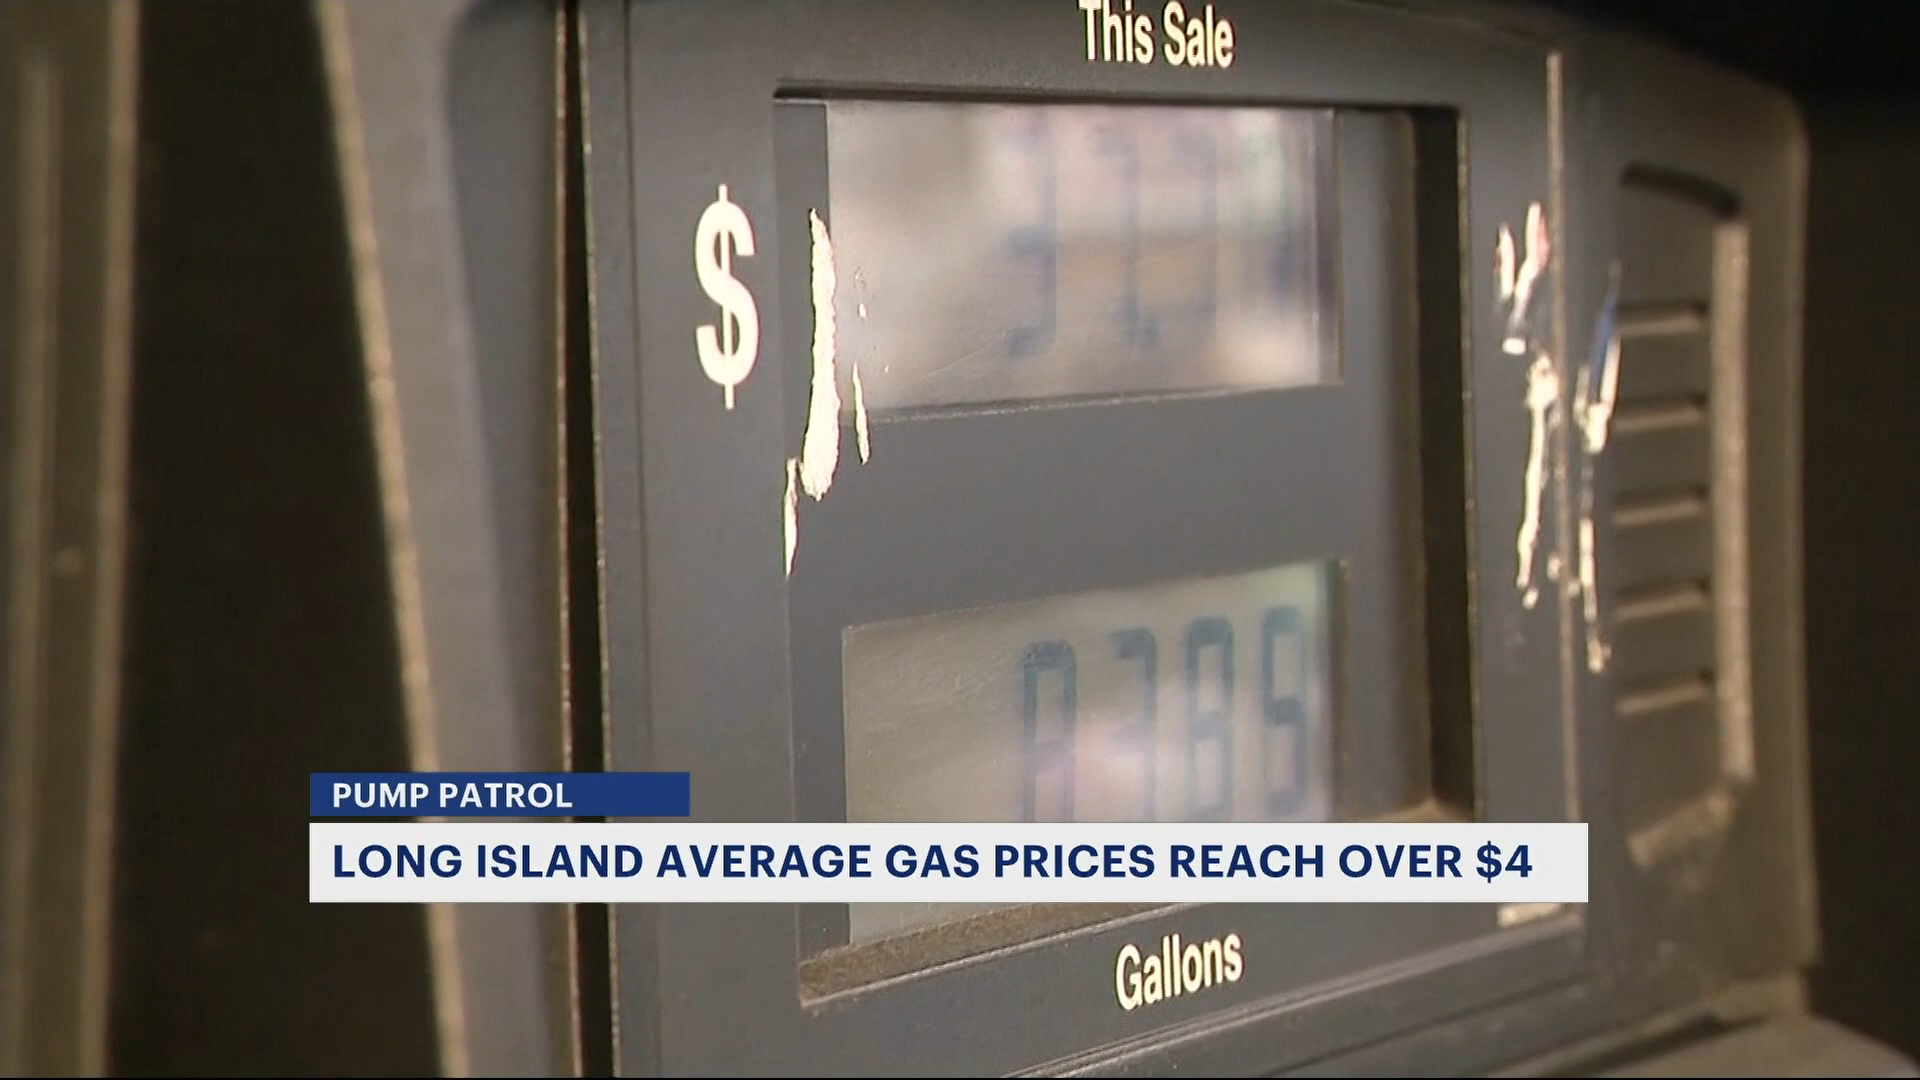 This Sale
$
PUMP PATROL
LONG ISLAND AVERAGE GAS PRICES REACH OVER $4
Gallons